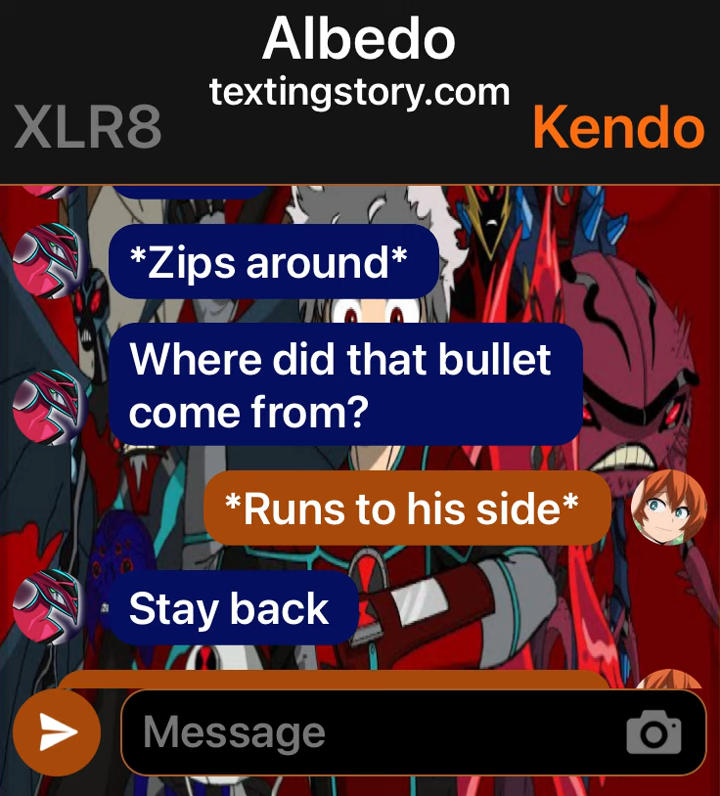 Albedo
textingstory.com
XLR8
Kendo
*Zips around*
Where did that bullet
come from?
*Runs to his side*
Stay back
Message